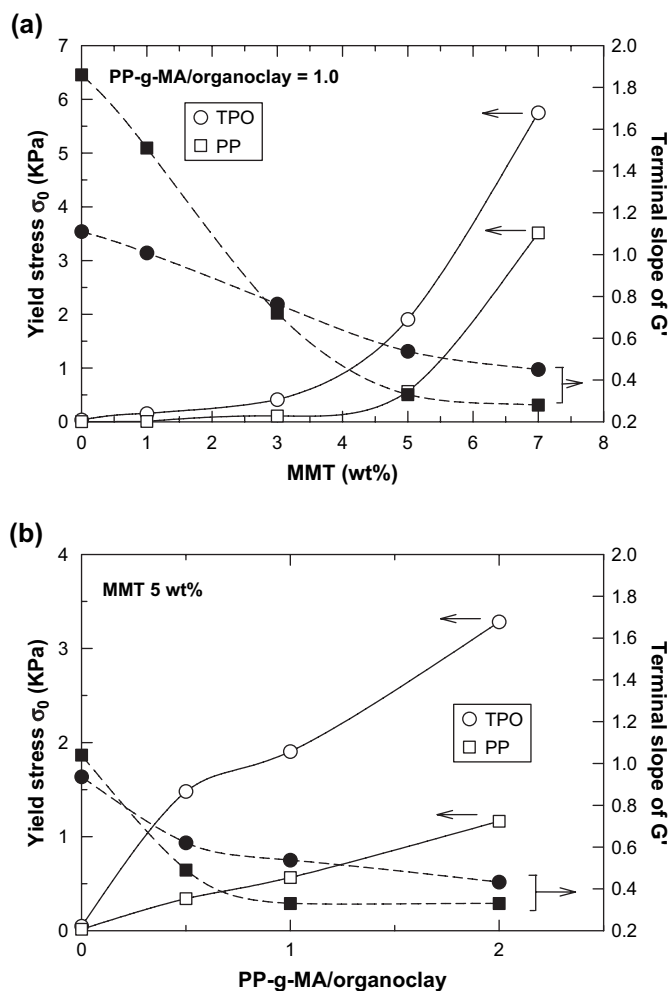 (a)
7
6
5
4
3
2
1
0
Yield stress σ0 (KPa)
PP-g-MA/organoclay = 1.0
TPO
PP
2.0
1.8
1.6
1.4
1.2
1.0
0.8
0.6
0.4
0.2
Terminal slope of G'
0 1 2 3 4 5 6 7 8
MMT (wt%)
(b)
4
3
2
1
0
Yield stress σ0 (KPa)
MMT 5 wt%
TPO
PP
2.0
1.8
1.6
1.4
1.2
1.0
0.8
0.6
0.4
0.2
Terminal slope of G'
0 1 2
PP-g-MA/organoclay